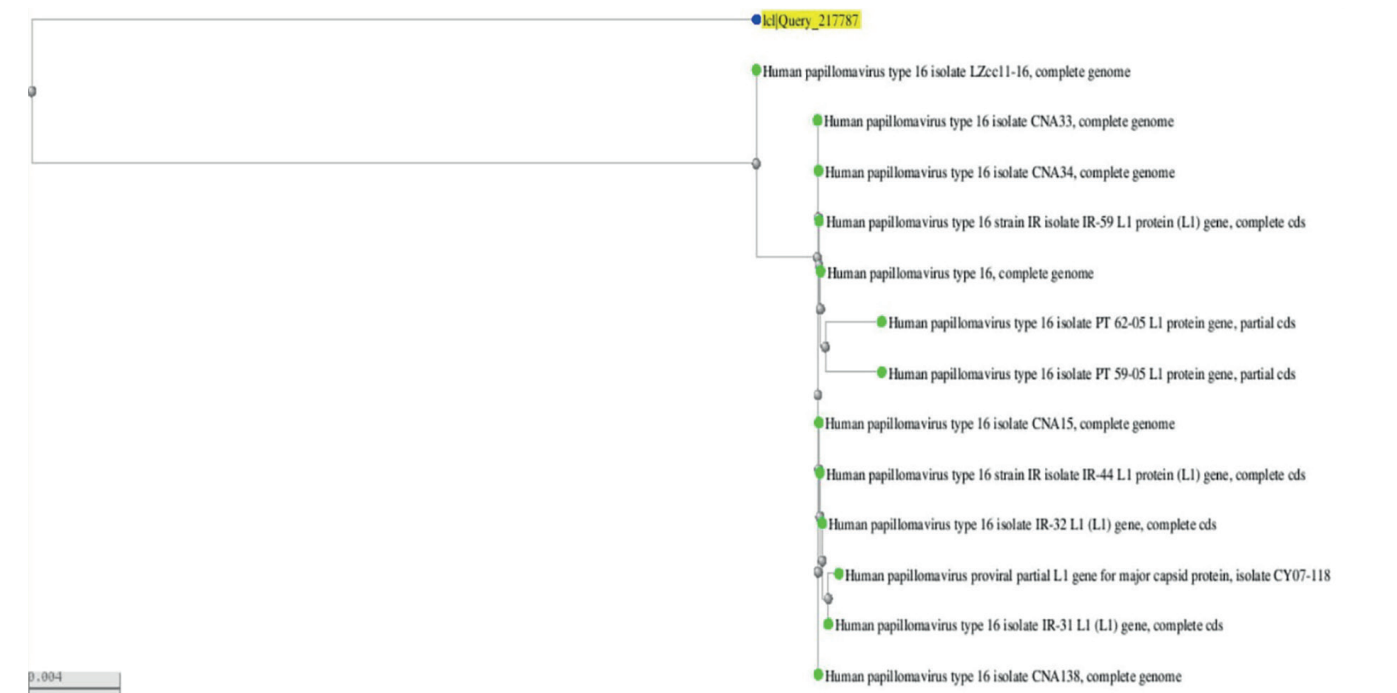 lcl|Query_217787
Human papillomavirus type 16 isolate LZcc11-16, complete genome
Human papillomavirus type 16 isolate CNA33, complete genome
Human papillomavirus type 16 isolate CNA34, complete genome
Human papillomavirus type 16 strain IR isolate IR-59 L1 protein (L1) gene, complete cds
Human papillomavirus type 16, complete genome
Human papillomavirus type 16 isolate PT 62-05 L1 protein gene, partial cds
Human papillomavirus type 16 isolate PT 59-05 L1 protein gene, partial cds
Human papillomavirus type 16 isolate CNA15, complete genome
Human papillomavirus type 16 strain IR isolate IR-44 L1 protein (L1) gene, complete cds
Human papillomavirus type 16 isolate IR-32 L1 (L1) gene, complete cds
Human papillomavirus proviral partial L1 gene for major capsid protein, isolate CY07-118
Human papillomavirus type 16 isolate IR-31 L1 (L1) gene, complete cds
Human papillomavirus type 16 isolate CNA138, complete genome
0.004